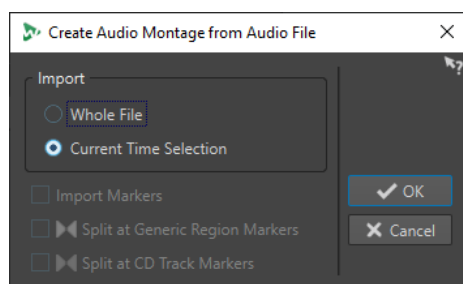 Create Audio Montage from Audio File
Import
Whole File
Current Time Selection
Import Markers
Split at Generic Region Markers
Split at CD Track Markers
OK
Cancel